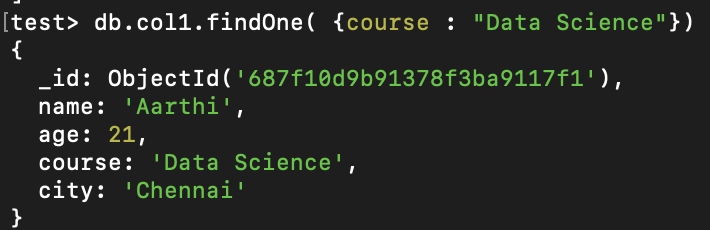 [test> db.col1.findOne( {course : "Data Science"})
{
  _id: ObjectId('687f10d9b91378f3ba9117f1'),
  name: 'Aarthi',
  age: 21,
  course: 'Data Science',
  city: 'Chennai'
}